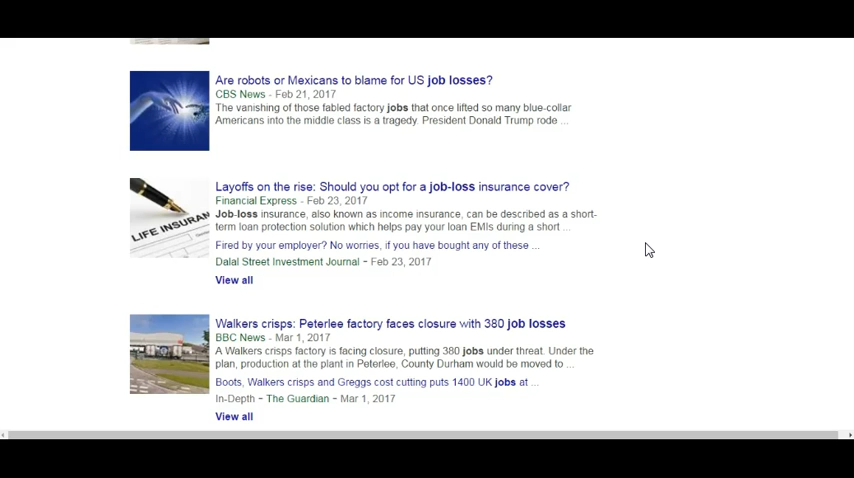 Are robots or Mexicans to blame for US job losses?
CBS News - Feb 21, 2017
The vanishing of those fabled factory jobs that once lifted so many blue-collar
Americans into the middle class is a tragedy. President Donald Trump rode ...
Layoffs on the rise: Should you opt for a job-loss insurance cover?
Financial Express - Feb 23, 2017
Job-loss insurance, also known as income insurance, can be described as a short-
term loan protection solution which helps pay your loan EMIs during a short ...
LIFE INSURAN
Fired by your employer? No worries, if you have bought any of these ...
Dalal Street Investment Journal - Feb 23, 2017
View all
Walkers crisps: Peterlee factory faces closure with 380 job losses
BBC News - Mar 1, 2017
A Walkers crisps factory is facing closure, putting 380 jobs under threat. Under the
plan, production at the plant in Peterlee, County Durham would be moved to ...
Boots, Walkers crisps and Greggs cost cutting puts 1400 UK jobs at ...
In-Depth - The Guardian - Mar 1, 2017
View all